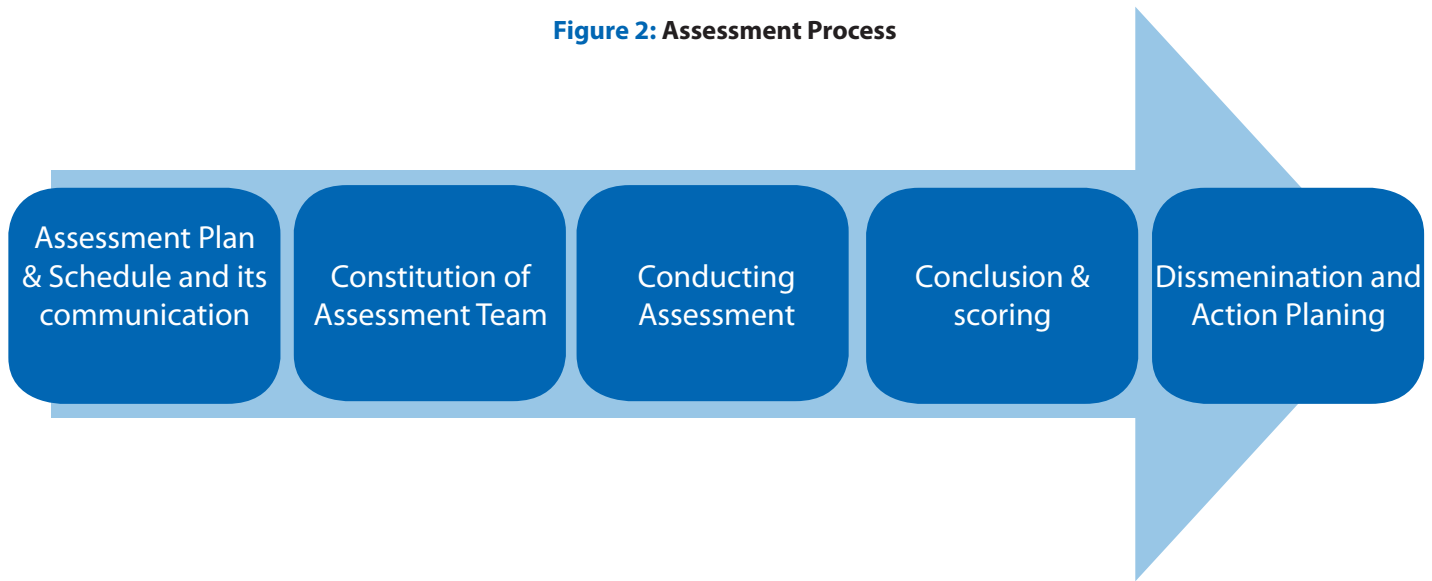 Figure 2: Assessment Process
Assessment Plan
& Schedule and its
communication
Constitution of
Assessment Team
Conducting
Assessment
Conclusion &
scoring
Dissmenination and
Action Planing